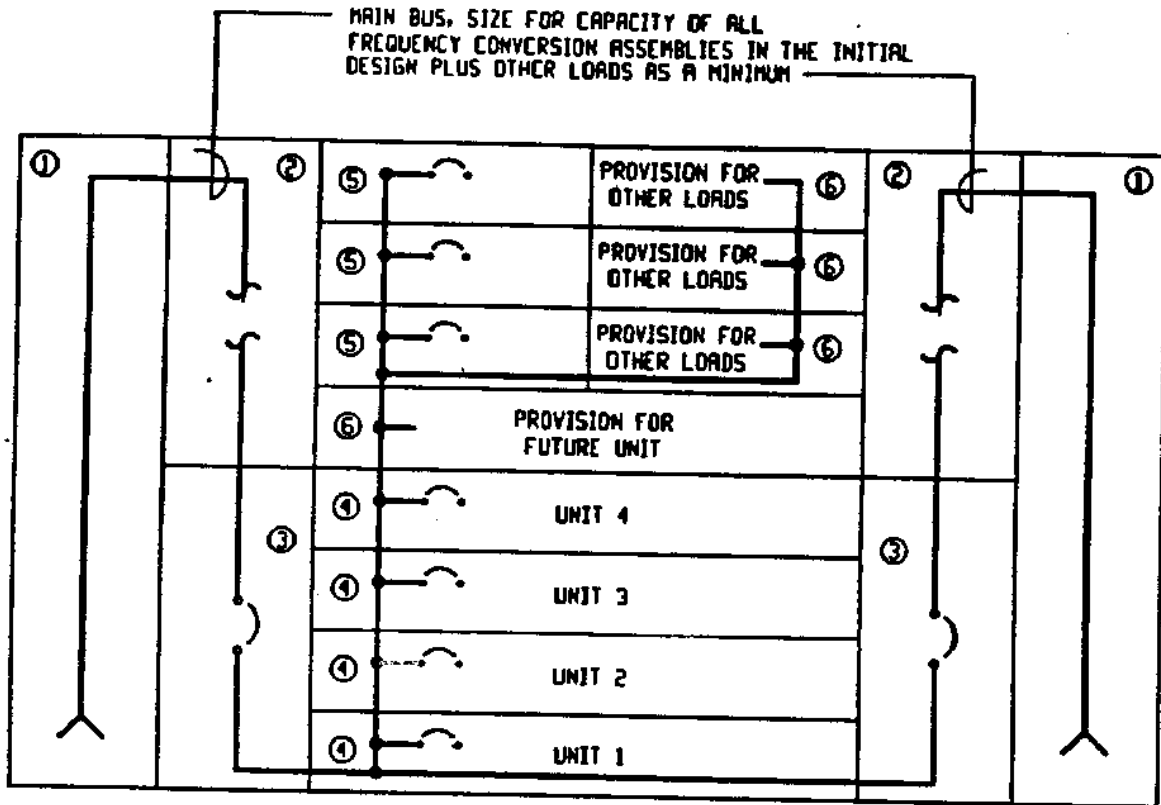 MAIN BUS, SIZE FOR CAPACITY OF ALL
FREQUENCY CONVERSION ASSEMBLIES IN THE INITIAL
DESIGN PLUS OTHER LOADS AS A MINIMUM
① ② ⑤ PROVISION FOR ⑥ ② ①
OTHER LOADS
⑤ PROVISION FOR ⑥
OTHER LOADS
⑤ PROVISION FOR ⑥
OTHER LOADS
⑥ PROVISION FOR
FUTURE UNIT
④ UNIT 4
③ ③
④ UNIT 3
④ UNIT 2
④ UNIT 1